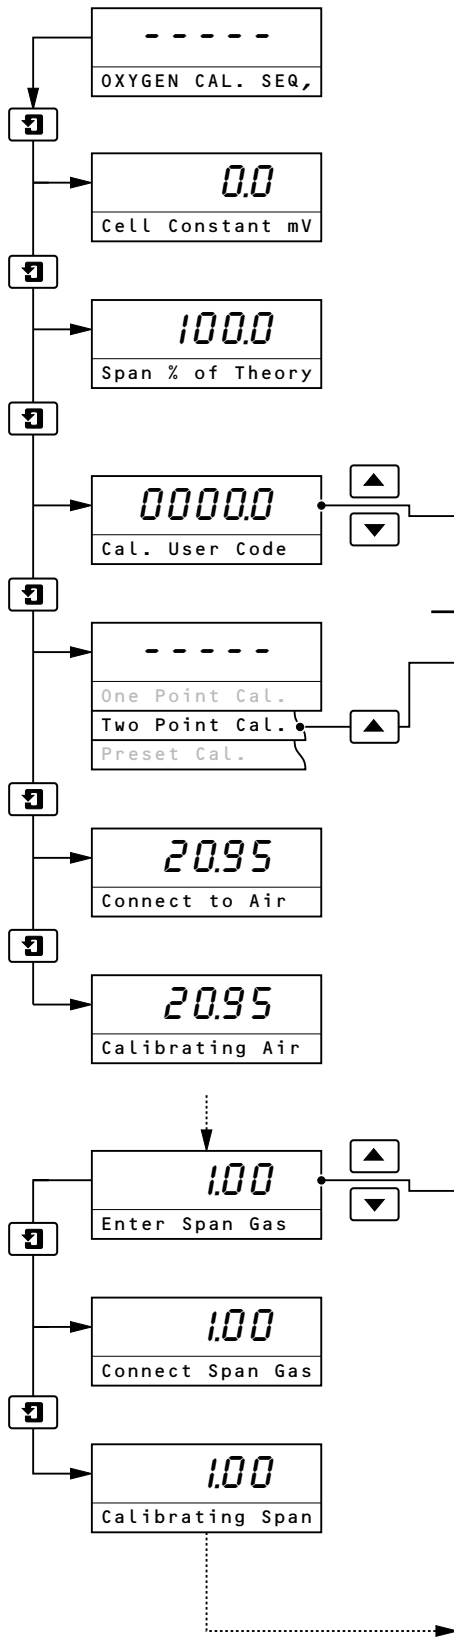 -----
OXYGEN CAL. SEQ,
0.0
Cell Constant mV
100.0
Span % of Theory
0000.0
Cal. User Code
-----
One Point Cal.
Two Point Cal.
Preset Cal.
20.95
Connect to Air
20.95
Calibrating Air
1.00
Enter Span Gas
1.00
Connect Span Gas
1.00
Calibrating Span